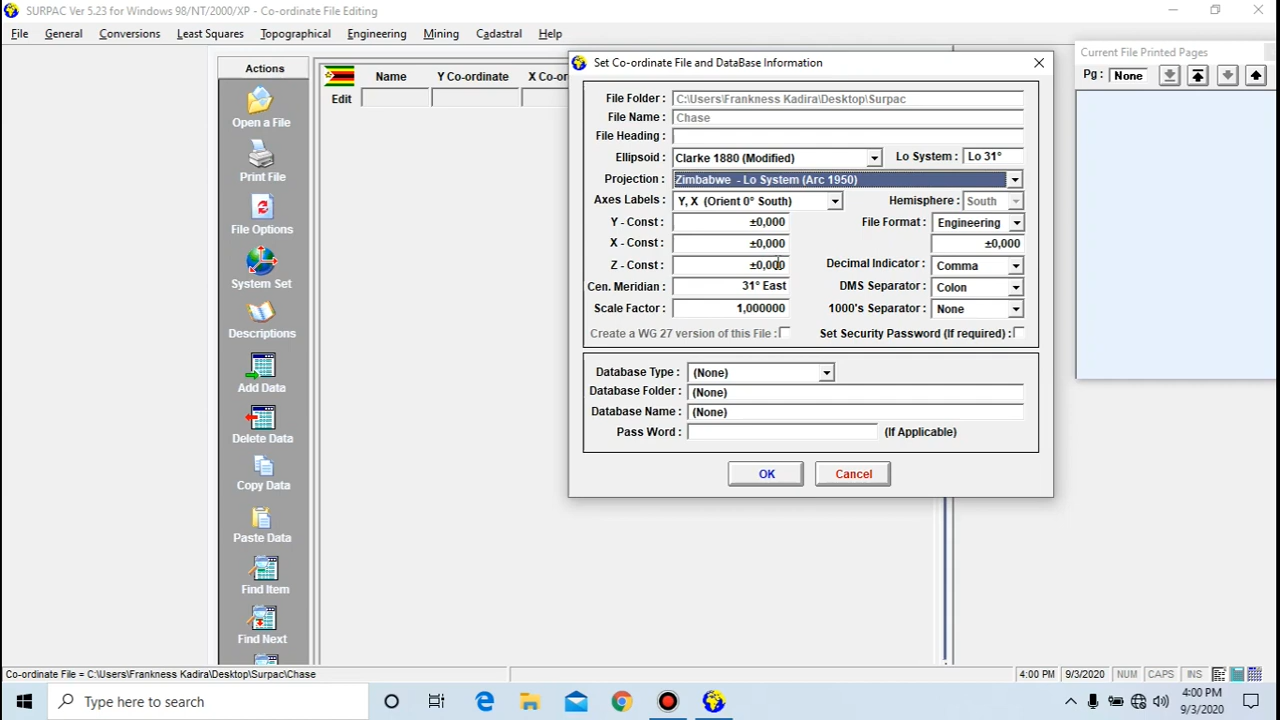 SURPAC Ver 5.23 for Windows 98/NT/2000/XP - Co-ordinate File Editing
File General Conversions Least Squares Topographical Engineering Mining Cadastral Help
Actions
Open a File
Print File
File Options
System Set
Descriptions
Add Data
Delete Data
Copy Data
Paste Data
Find Item
Find Next
Name Y Co-ordinate X Co-or
Edit
Set Co-ordinate File and DataBase Information
File Folder : C:\Users\Frankness Kadira\Desktop\Surpac
File Name : Chase
File Heading :
Ellipsoid : Clarke 1880 (Modified) Lo System : Lo 31°
Projection : Zimbabwe - Lo System (Arc 1950)
Axes Labels : Y, X (Orient 0° South) Hemisphere : South
Y - Const : ±0,000 File Format : Engineering
X - Const : ±0,000 ±0,000
Z - Const : ±0,000 Decimal Indicator : Comma
Cen. Meridian : 31° East DMS Separator : Colon
Scale Factor : 1,000000 1000's Separator : None
Create a WG 27 version of this File : Set Security Password (If required) :
Database Type : (None)
Database Folder : (None)
Database Name : (None)
Pass Word : (If Applicable)
OK Cancel
Current File Printed Pages
Pg : None
Co-ordinate File = C:\Users\Frankness Kadira\Desktop\Surpac\Chase
4:00 PM 9/3/2020 NUM CAPS INS
Type here to search
4:00 PM
9/3/2020